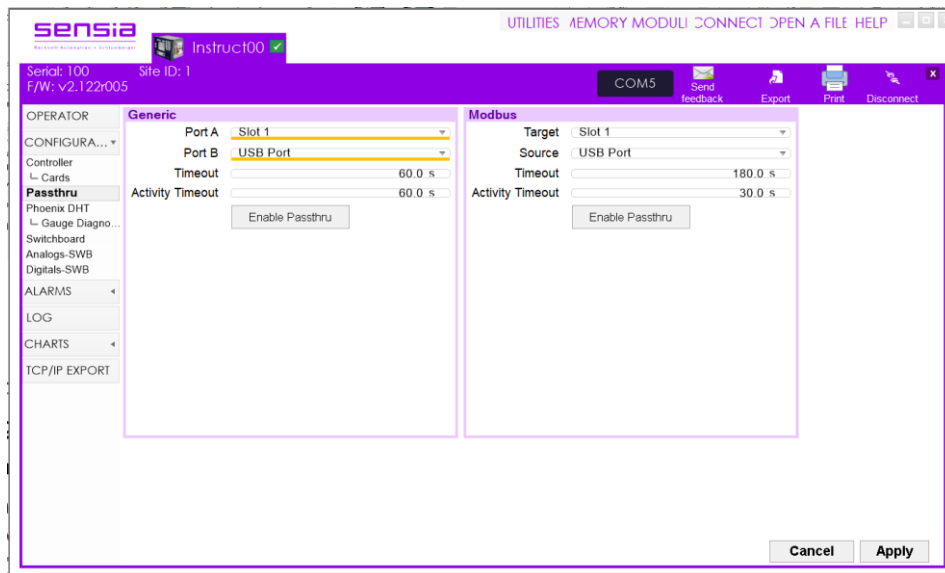 UTILITIES MEMORY MODUL CONNECT OPEN A FILE HELP
sensia
Rockwell Automation + Schlumberger
Instruct00
Serial: 100 Site ID: 1
F/W: v2.122r005
COM5
Send feedback
Export
Print
Disconnect
X
OPERATOR
CONFIGURA...
Controller
Cards
Passthru
Phoenix DHT
Gauge Diagno...
Switchboard
Analogs-SWB
Digitals-SWB
ALARMS
LOG
CHARTS
TCP/IP EXPORT
Generic
Port A Slot 1
Port B USB Port
Timeout 60.0 s
Activity Timeout 60.0 s
Enable Passthru
Modbus
Target Slot 1
Source USB Port
Timeout 180.0 s
Activity Timeout 30.0 s
Enable Passthru
Cancel Apply